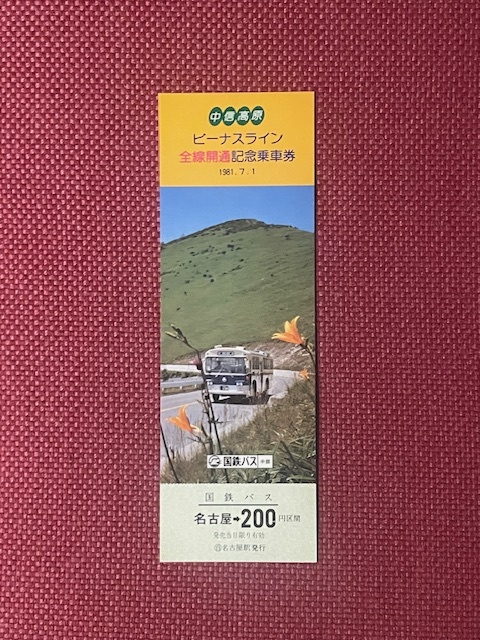 中信高原
ビーナスライン
全線開通記念乗車券
1981.7.1
国鉄バス 中部
国鉄バス
名古屋➡200円区間
発売当日限り有効
名古屋駅発行